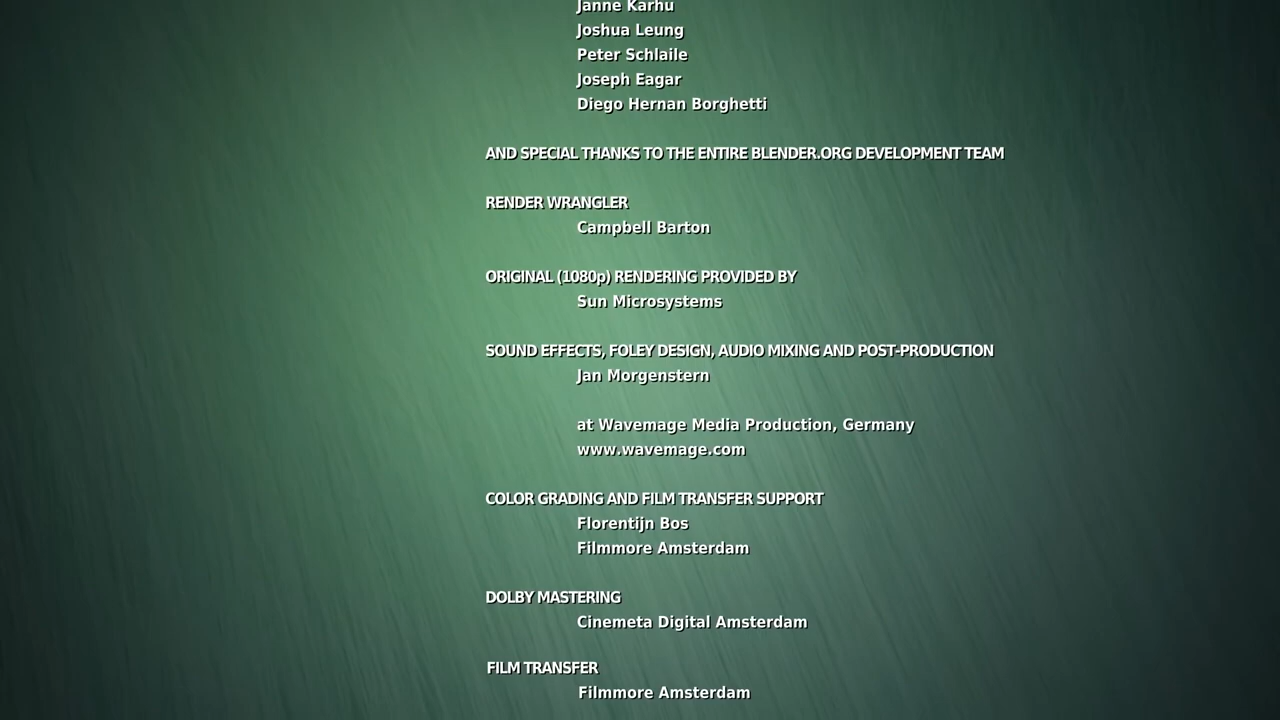 Janne Karhu
Joshua Leung
Peter Schlaile
Joseph Eagar
Diego Hernan Borghetti
AND SPECIAL THANKS TO THE ENTIRE BLENDER.ORG DEVELOPMENT TEAM
RENDER WRANGLER
Campbell Barton
ORIGINAL (1080p) RENDERING PROVIDED BY
Sun Microsystems
SOUND EFFECTS, FOLEY DESIGN, AUDIO MIXING AND POST-PRODUCTION
Jan Morgenstern
at Wavemage Media Production, Germany
www.wavemage.com
COLOR GRADING AND FILM TRANSFER SUPPORT
Florentijn Bos
Filmmore Amsterdam
DOLBY MASTERING
Cinemeta Digital Amsterdam
FILM TRANSFER
Filmmore Amsterdam